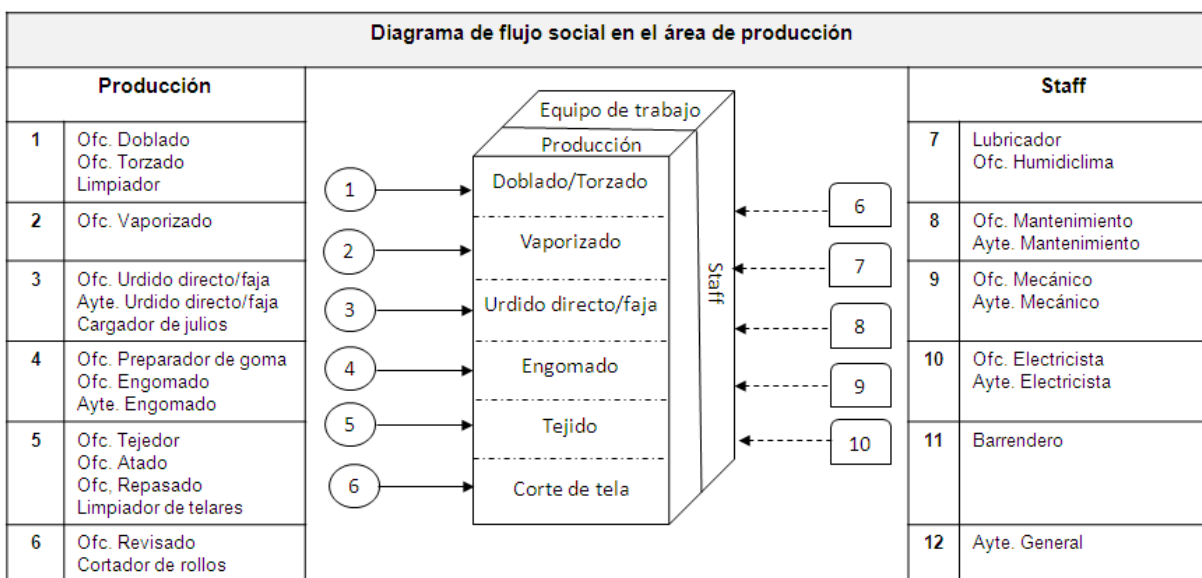 Diagrama de flujo social en el área de producción
Producción
1
Ofc. Doblado
Ofc. Torzado
Limpiador
2
Ofc. Vaporizado
3
Ofc. Urdido directo/faja
Ayte. Urdido directo/faja
Cargador de julios
4
Ofc. Preparador de goma
Ofc. Engomado
Ayte. Engomado
5
Ofc. Tejedor
Ofc. Atado
Ofc, Repasado
Limpiador de telares
6
Ofc. Revisado
Cortador de rollos
Equipo de trabajo
Producción
Doblado/Torzado
Vaporizado
Urdido directo/faja
Engomado
Tejido
Corte de tela
Staff
1
2
3
4
5
6
6
7
8
9
10
Staff
7
Lubricador
Ofc. Humidiclima
8
Ofc. Mantenimiento
Ayte. Mantenimiento
9
Ofc. Mecánico
Ayte. Mecánico
10
Ofc. Electricista
Ayte. Electricista
11
Barrendero
12
Ayte. General